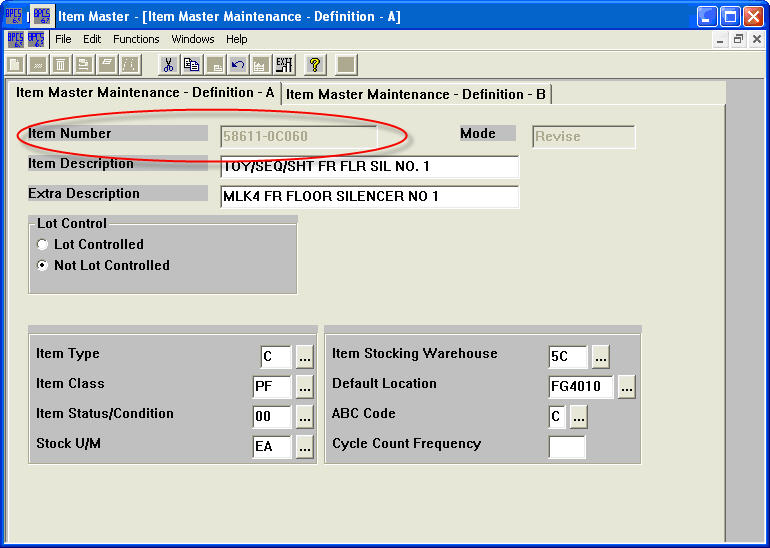 Item Master - [Item Master Maintenance - Definition - A]
File Edit Functions Windows Help
Item Master Maintenance - Definition - A Item Master Maintenance - Definition - B
Item Number 58611-0C060 Mode Revise
Item Description TOY/SEQ/SHT FR FLR SIL NO. 1
Extra Description MLK4 FR FLOOR SILENCER NO 1
Lot Control
Lot Controlled
Not Lot Controlled
Item Type C ... Item Stocking Warehouse 5C ...
Item Class PF ... Default Location FG4010 ...
Item Status/Condition 00 ... ABC Code C ...
Stock U/M EA ... Cycle Count Frequency